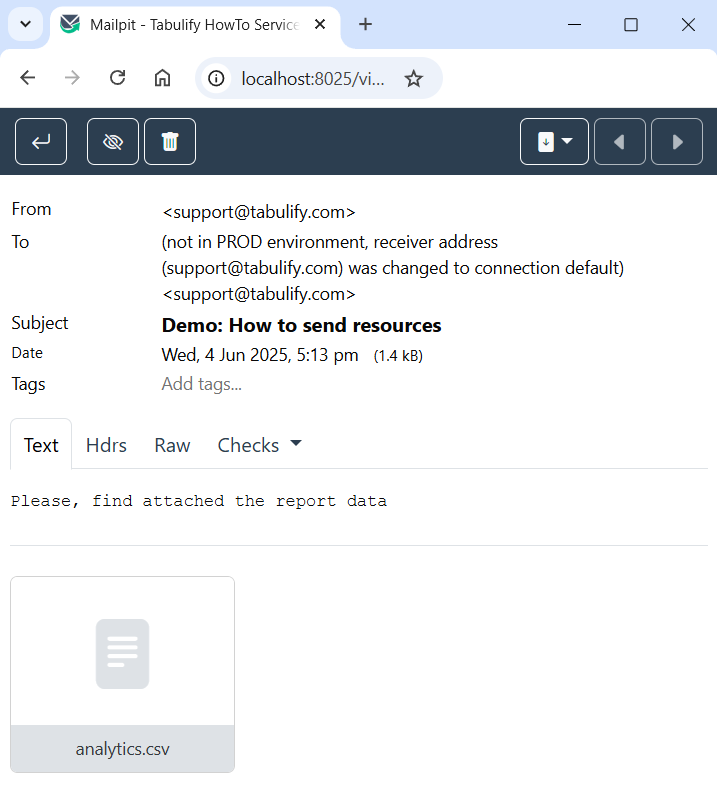 Mailpit - Tabulify HowTo Service
localhost:8025/vi...
From <support@tabulify.com>
To (not in PROD environment, receiver address
(support@tabulify.com) was changed to connection default)
<support@tabulify.com>
Subject Demo: How to send resources
Date Wed, 4 Jun 2025, 5:13 pm (1.4 kB)
Tags Add tags...
Text Hdrs Raw Checks
Please, find attached the report data
analytics.csv